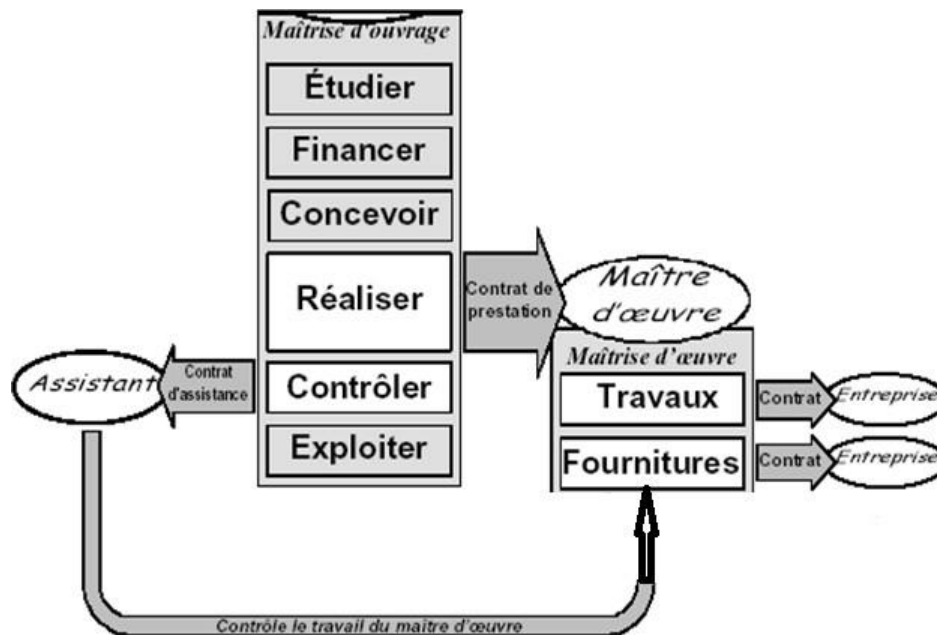 Maîtrise d'ouvrage
Étudier
Financer
Concevoir
Réaliser
Contrôler
Exploiter
Contrat de
prestation
Maître
d'œuvre
Maîtrise d'œuvre
Travaux
Fournitures
Contrat
Entreprise
Contrat
Entreprise
Contrat
d'assistance
Assistant
Contrôle le travail du maître d'œuvre